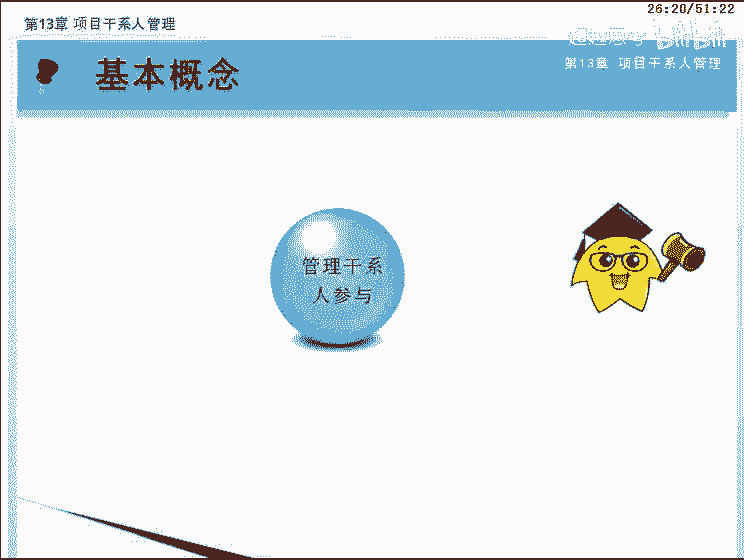 26:20/51:22
第13章 项目干系人管理
bilibili
第13章 项目干系人管理
基本概念
管理干系
人参与